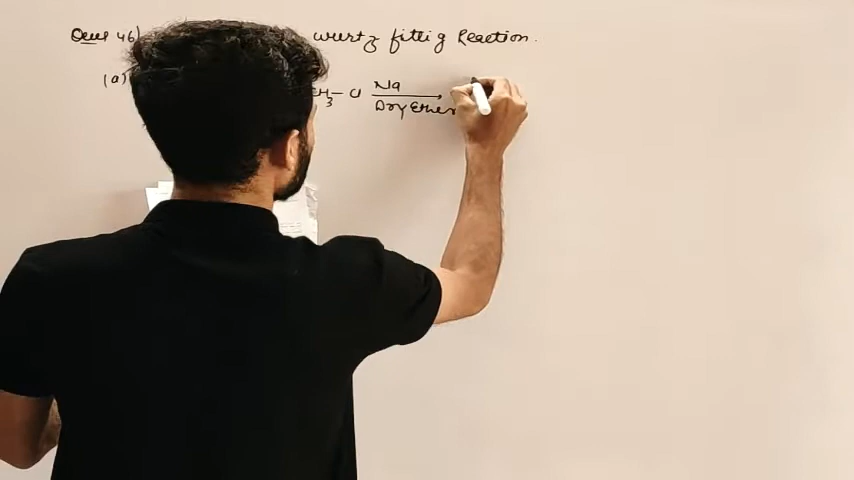 Ques 46) wurtz fittig Reaction.
(a) CH3-Cl Na
Dry Ether